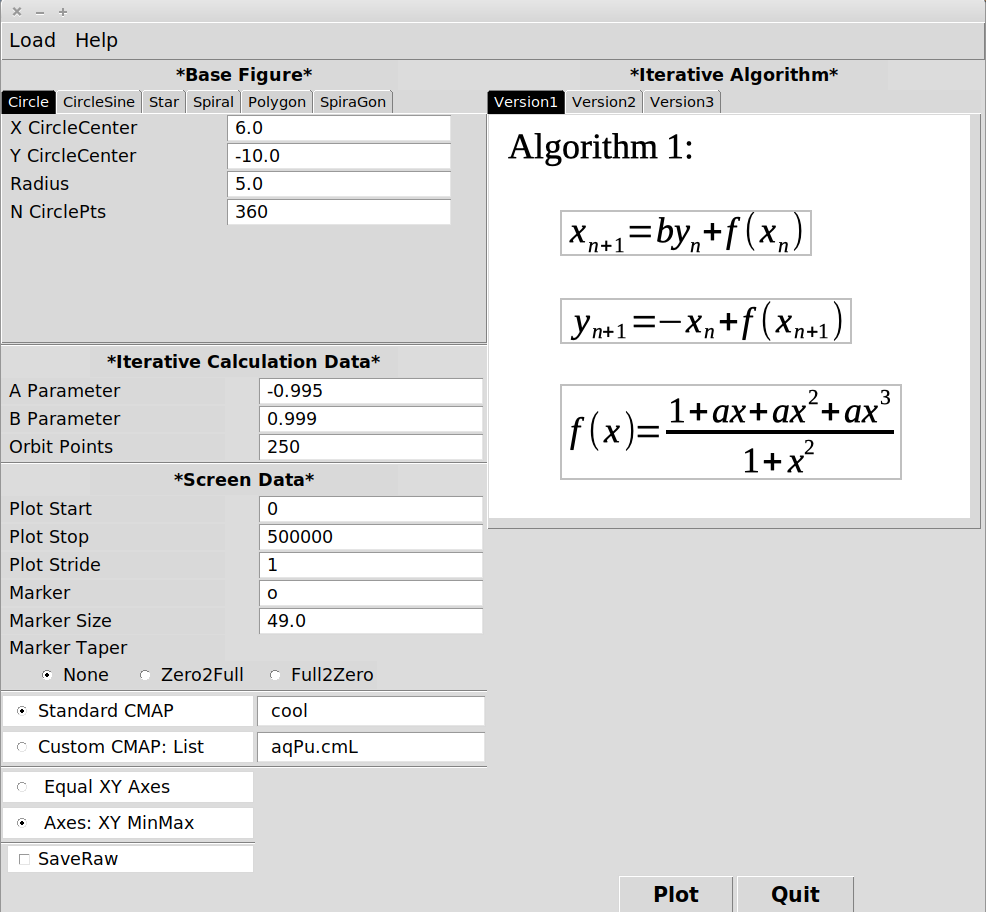 Load Help
*Base Figure*
Circle CircleSine Star Spiral Polygon SpiraGon
X CircleCenter 6.0
Y CircleCenter -10.0
Radius 5.0
N CirclePts 360
*Iterative Calculation Data*
A Parameter -0.995
B Parameter 0.999
Orbit Points 250
*Screen Data*
Plot Start 0
Plot Stop 500000
Plot Stride 1
Marker o
Marker Size 49.0
Marker Taper
None Zero2Full Full2Zero
Standard CMAP cool
Custom CMAP: List aqPu.cmL
Equal XY Axes
Axes: XY MinMax
SaveRaw
*Iterative Algorithm*
Version1 Version2 Version3
Algorithm 1:
x_{n+1}=by_n+f(x_n)
y_{n+1}=−x_n+f(x_{n+1})
f(x)=\frac{1+ax+ax^2+ax^3}{1+x^2}
Plot Quit